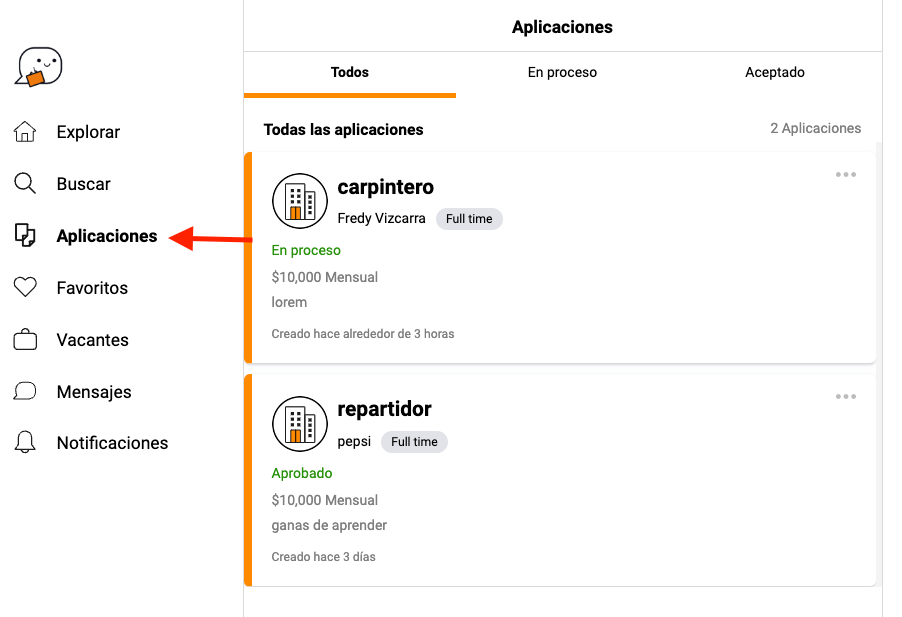 Aplicaciones
Todos
En proceso
Aceptado
Explorar
Buscar
Aplicaciones
Favoritos
Vacantes
Mensajes
Notificaciones
Todas las aplicaciones
2 Aplicaciones
carpintero
Fredy Vizcarra Full time
En proceso
$10,000 Mensual
lorem
Creado hace alrededor de 3 horas
repartidor
pepsi Full time
Aprobado
$10,000 Mensual
ganas de aprender
Creado hace 3 días